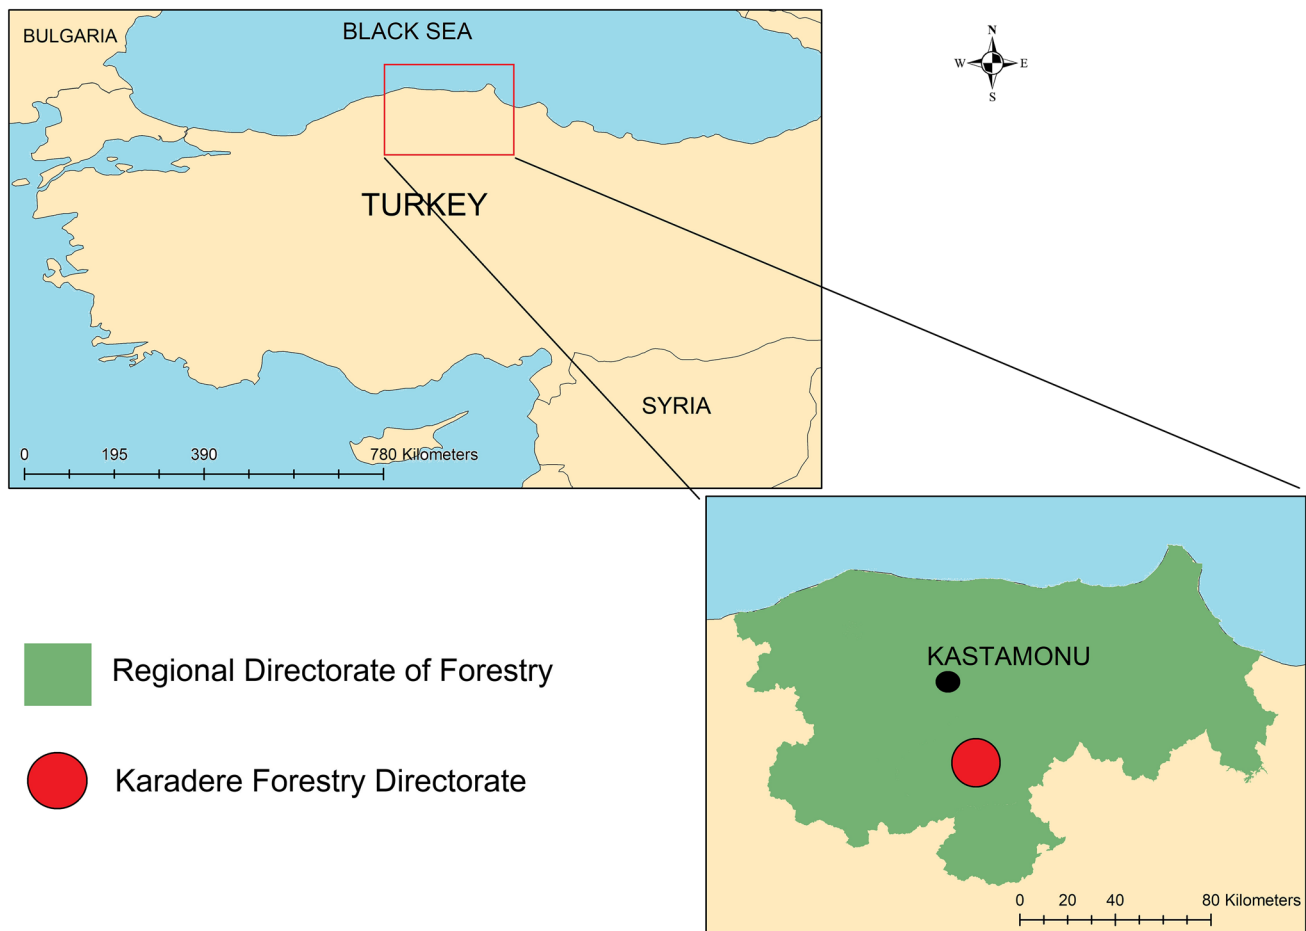 BULGARIA
BLACK SEA
N
W E
S
TURKEY
SYRIA
0 195 390 780 Kilometers
Regional Directorate of Forestry
Karadere Forestry Directorate
KASTAMONU
0 20 40 80 Kilometers